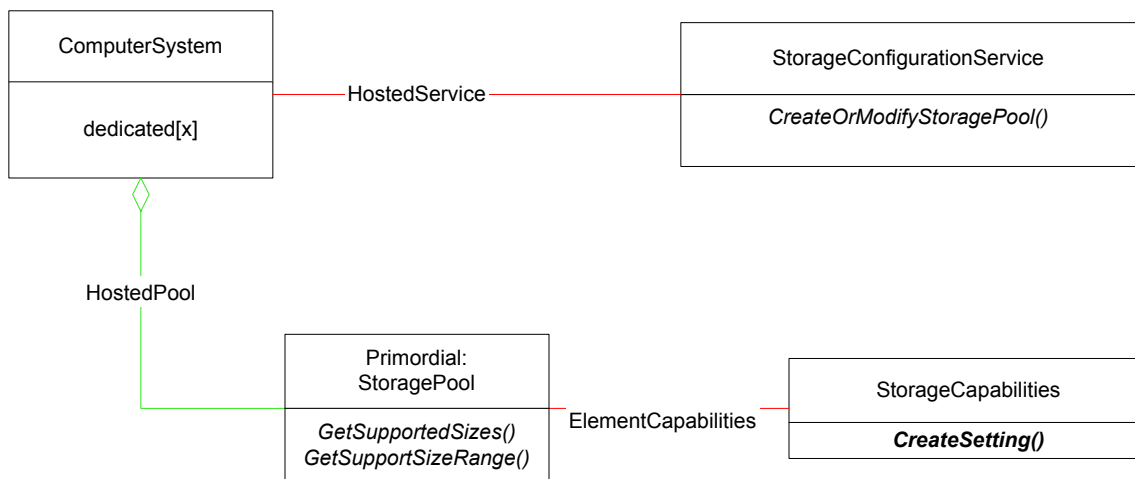 ComputerSystem
dedicated[x]
HostedService
StorageConfigurationService
CreateOrModifyStoragePool()
HostedPool
Primordial:
StoragePool
GetSupportedSizes()
GetSupportSizeRange()
ElementCapabilities
StorageCapabilities
CreateSetting()